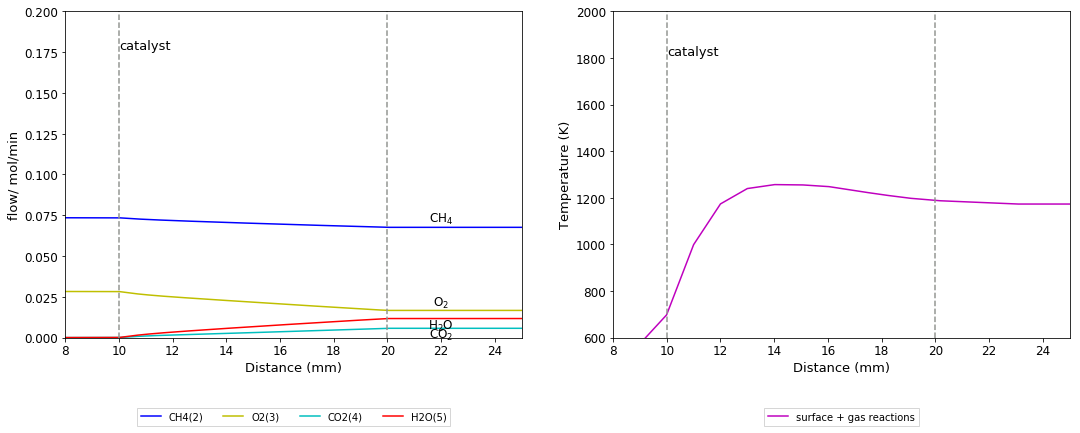 0.200
0.175
0.150
0.125
0.100
0.075
0.050
0.025
0.000
flow/ mol/min
catalyst
CH₄
O₂
H₂O
CO₂
8 10 12 14 16 18 20 22 24
Distance (mm)
CH4(2) O2(3) CO2(4) H2O(5)
2000
1800
1600
1400
1200
1000
800
600
Temperature (K)
catalyst
8 10 12 14 16 18 20 22 24
Distance (mm)
surface + gas reactions